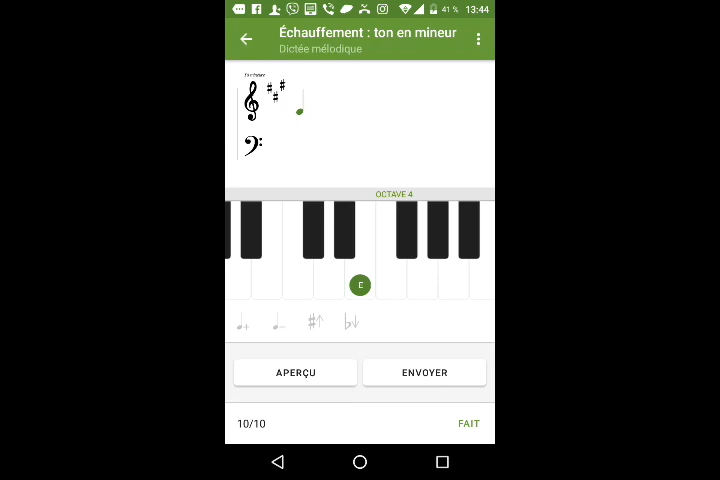 41 % 13:44
Échauffement : ton en mineur
Dictée mélodique
OCTAVE 4
E
APERÇU
ENVOYER
10/10
FAIT